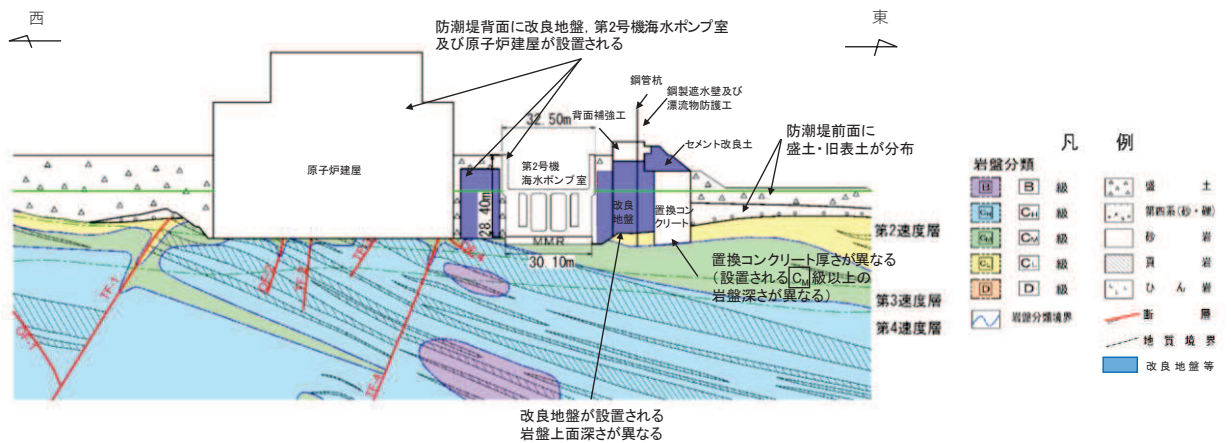 西
東
防潮堤背面に改良地盤，第2号機海水ポンプ室
及び原子炉建屋が設置される
鋼管杭
鋼製遮水壁及び
漂流物防護工
背面補強工
32.50m
セメント改良土
防潮堤前面に
盛土・旧表土が分布
原子炉建屋
第2号機
海水ポンプ室
28.40m
改良
地盤
置換コン
クリート
MMR
30.10m
第2速度層
置換コンクリート厚さが異なる
（設置されるCM級以上の
岩盤深さが異なる）
第3速度層
第4速度層
TF-1
TF-4
改良地盤が設置される
岩盤上面深さが異なる
凡 例
岩盤分類
B B 級
CH CH 級
CM CM 級
CL CL 級
D D 級
岩盤分類境界
盛 土
第四系(砂・礫)
砂 岩
頁 岩
ひん 岩
断 層
地質境界
改良地盤等